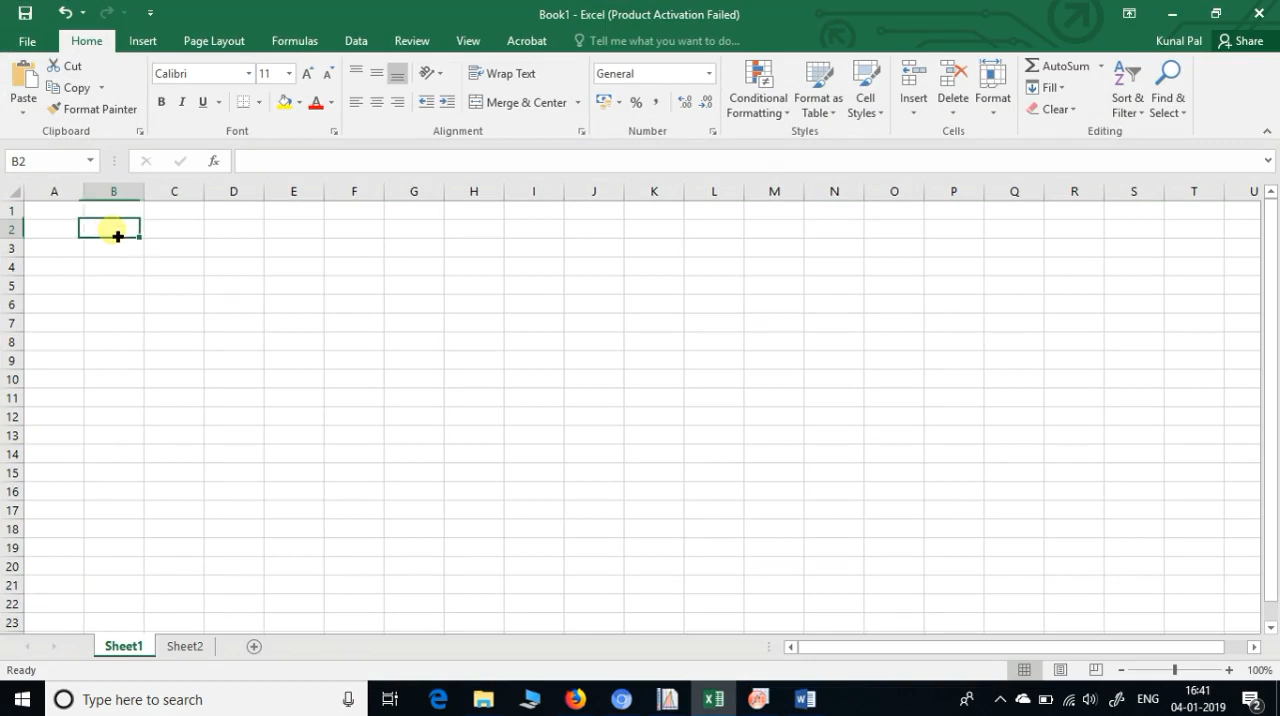 Book1 - Excel (Product Activation Failed)
File Home Insert Page Layout Formulas Data Review View Acrobat Tell me what you want to do... Kunal Pal Share
Paste
Cut
Copy
Format Painter
Clipboard
Calibri 11
B I U A
Font
Wrap Text
Merge & Center
Alignment
General
%
Number
Conditional Formatting
Format as Table
Cell Styles
Styles
Insert Delete Format
Cells
AutoSum
Fill
Clear
Sort & Filter
Find & Select
Editing
B2 fx
A B C D E F G H I J K L M N O P Q R S T U
1
2
3
4
5
6
7
8
9
10
11
12
13
14
15
16
17
18
19
20
21
22
23
Sheet1 Sheet2
Ready 100%
Type here to search ENG 16:41
04-01-2019 2